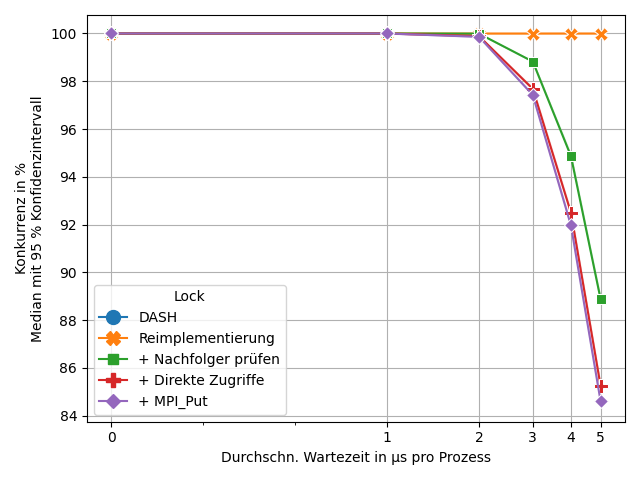 100
98
96
94
92
90
88
86
84
Konkurrenz in %
Median mit 95 % Konfidenzintervall
Lock
DASH
Reimplementierung
+ Nachfolger prüfen
+ Direkte Zugriffe
+ MPI_Put
0 1 2 3 4 5
Durchschn. Wartezeit in µs pro Prozess